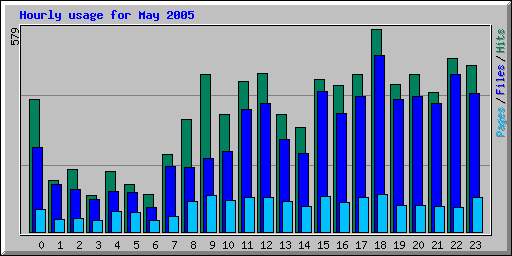 Hourly usage for May 2005
579
Pages/Files/Hits
0 1 2 3 4 5 6 7 8 9 10 11 12 13 14 15 16 17 18 19 20 21 22 23